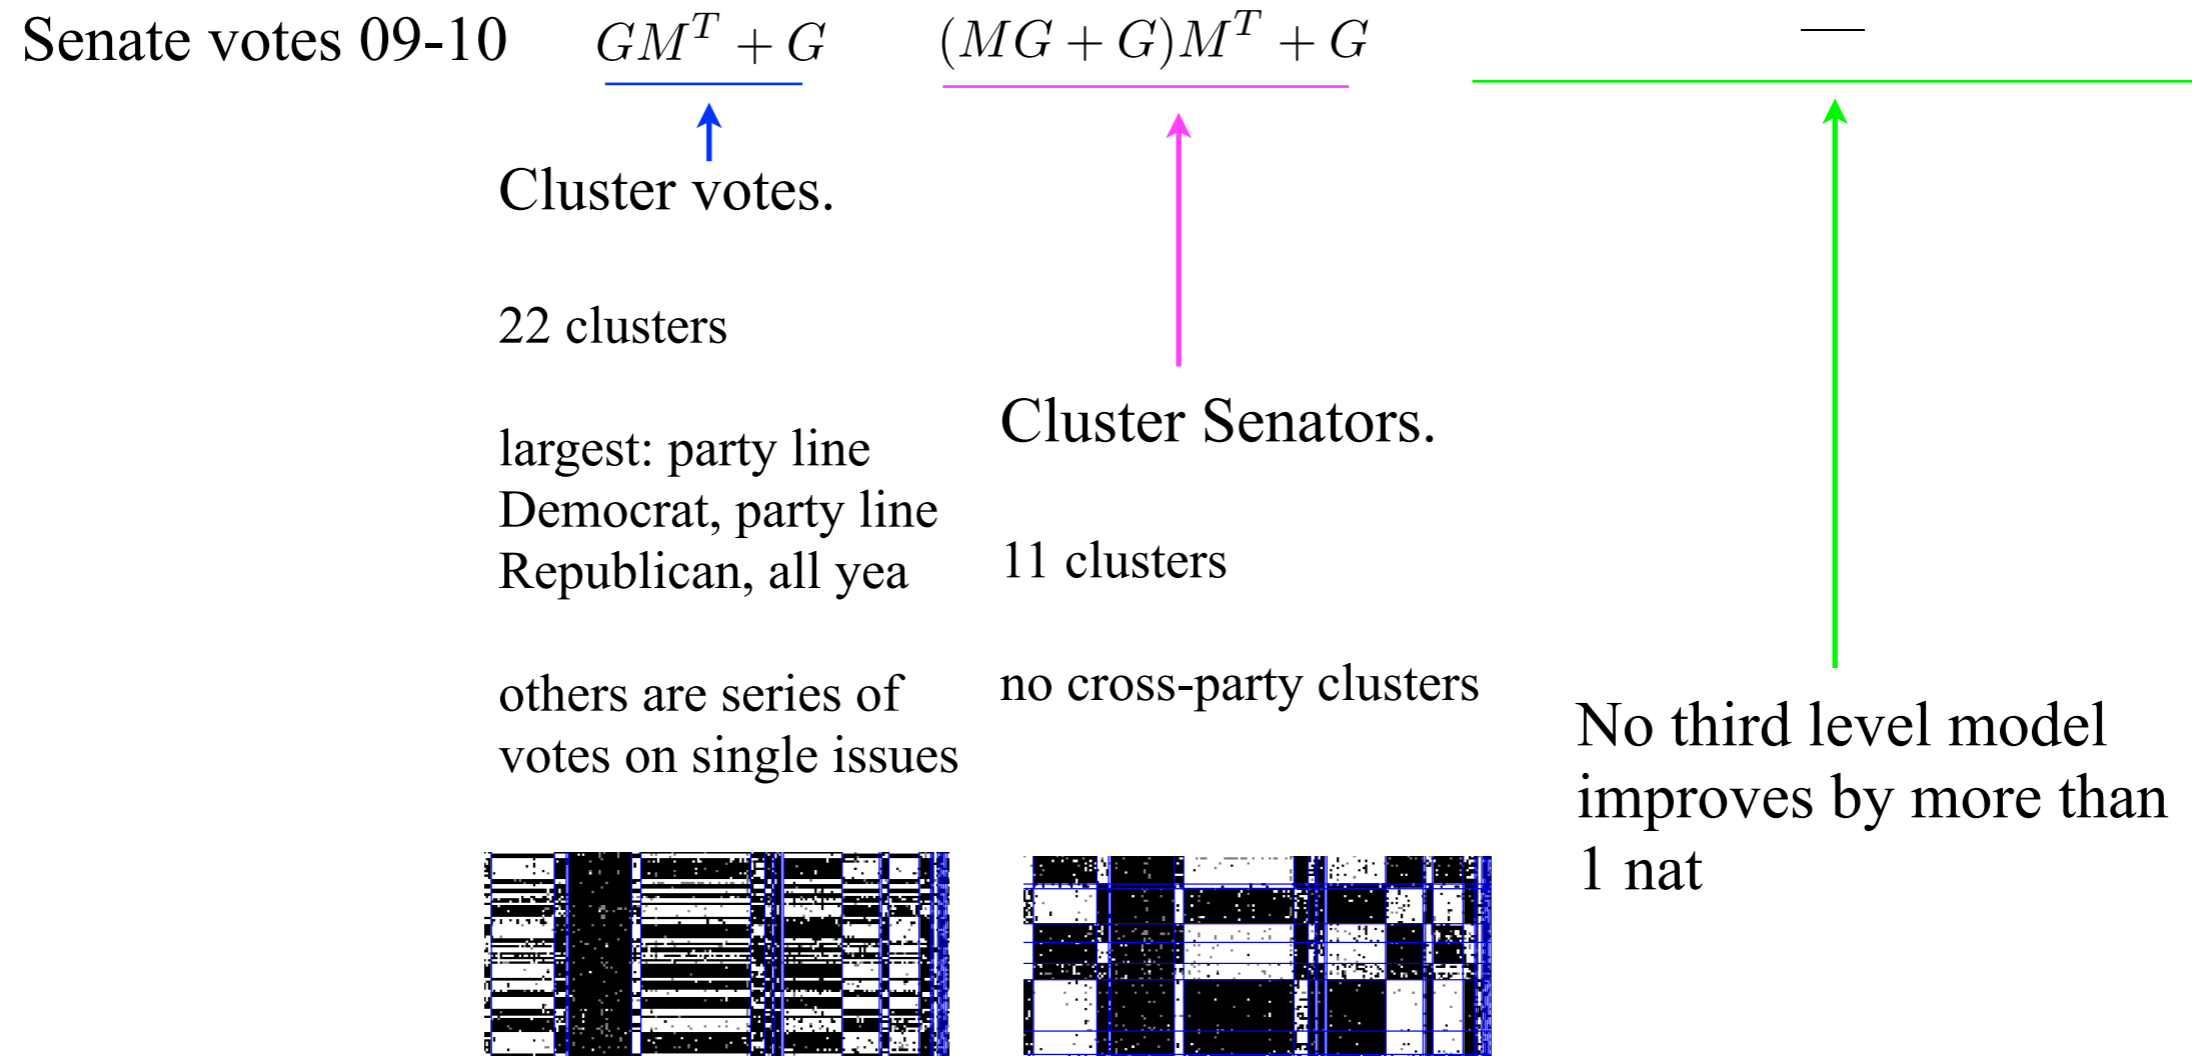 Senate votes 09-10
GM^T + G
(MG + G)M^T + G
—
Cluster votes.
22 clusters
largest: party line
Democrat, party line
Republican, all yea
others are series of
votes on single issues
Cluster Senators.
11 clusters
no cross-party clusters
No third level model
improves by more than
1 nat